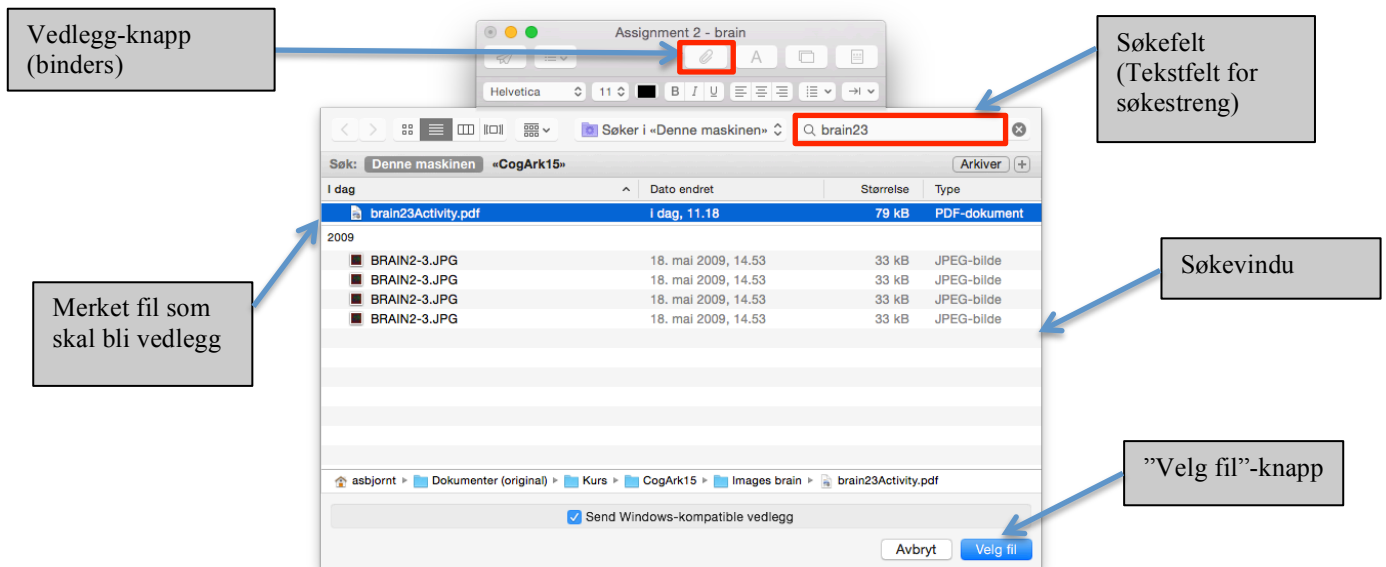 Vedlegg-knapp
(binders)
Assignment 2 - brain
Søkefelt
(Tekstfelt for
søkestreng)
Helvetica 11 B I U
Søker i «Denne maskinen» brain23
Søk: Denne maskinen «CogArk15» Arkiver +
I dag Dato endret Størrelse Type
brain23Activity.pdf i dag, 11.18 79 kB PDF-dokument
2009
BRAIN2-3.JPG 18. mai 2009, 14.53 33 kB JPEG-bilde
BRAIN2-3.JPG 18. mai 2009, 14.53 33 kB JPEG-bilde
BRAIN2-3.JPG 18. mai 2009, 14.53 33 kB JPEG-bilde
BRAIN2-3.JPG 18. mai 2009, 14.53 33 kB JPEG-bilde
Merket fil som
skal bli vedlegg
Søkevindu
asbjornt Dokumenter (original) Kurs CogArk15 Images brain brain23Activity.pdf
Send Windows-kompatible vedlegg
Avbryt Velg fil
”Velg fil”-knapp